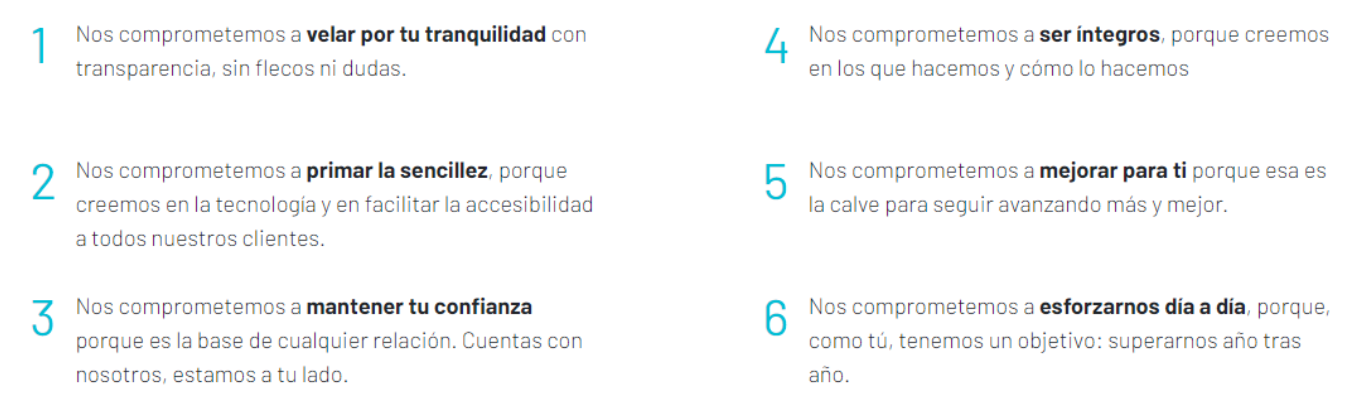 1 Nos comprometemos a velar por tu tranquilidad con
transparencia, sin flecos ni dudas.
2 Nos comprometemos a primar la sencillez, porque
creemos en la tecnología y en facilitar la accesibilidad
a todos nuestros clientes.
3 Nos comprometemos a mantener tu confianza
porque es la base de cualquier relación. Cuentas con
nosotros, estamos a tu lado.
4 Nos comprometemos a ser íntegros, porque creemos
en los que hacemos y cómo lo hacemos
5 Nos comprometemos a mejorar para ti porque esa es
la calve para seguir avanzando más y mejor.
6 Nos comprometemos a esforzarnos día a día, porque,
como tú, tenemos un objetivo: superarnos año tras
año.